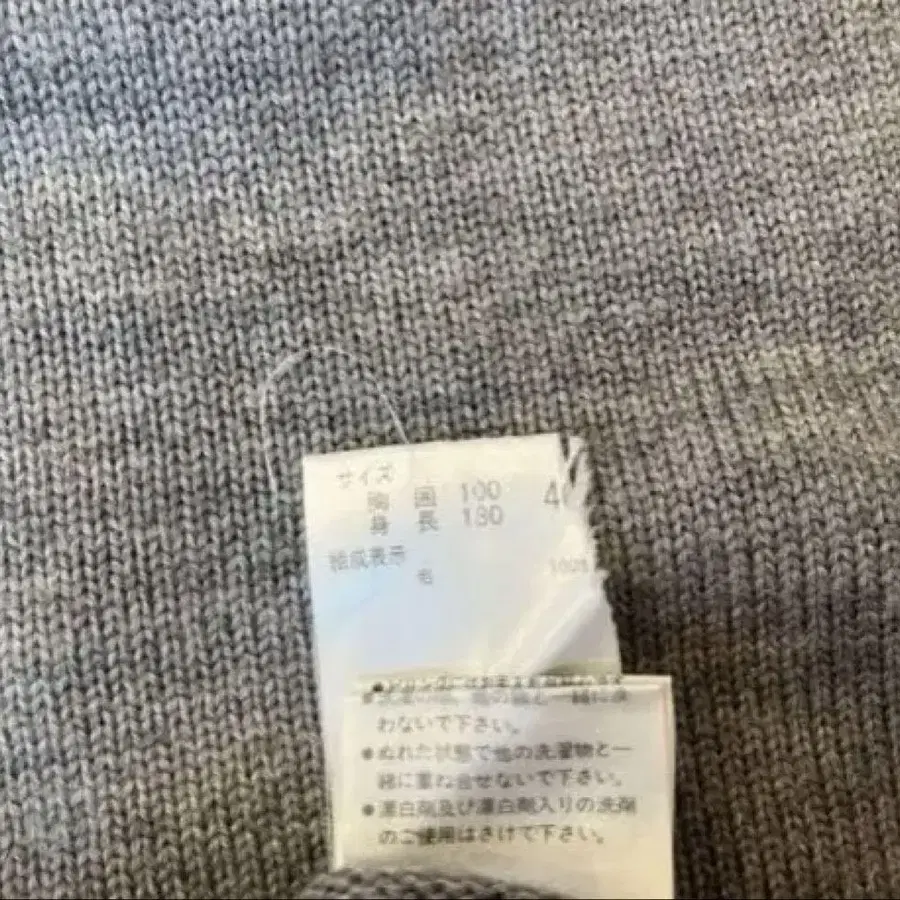 サイズ
胸 囲 100 4
身 長 180
組成表示
毛 100%
わないで下さい。
●ぬれた状態で他の洗濯物と一
緒に重ね合せないで下さい。
●漂白剤及び漂白剤入りの洗剤
のご使用はさけて下さい。